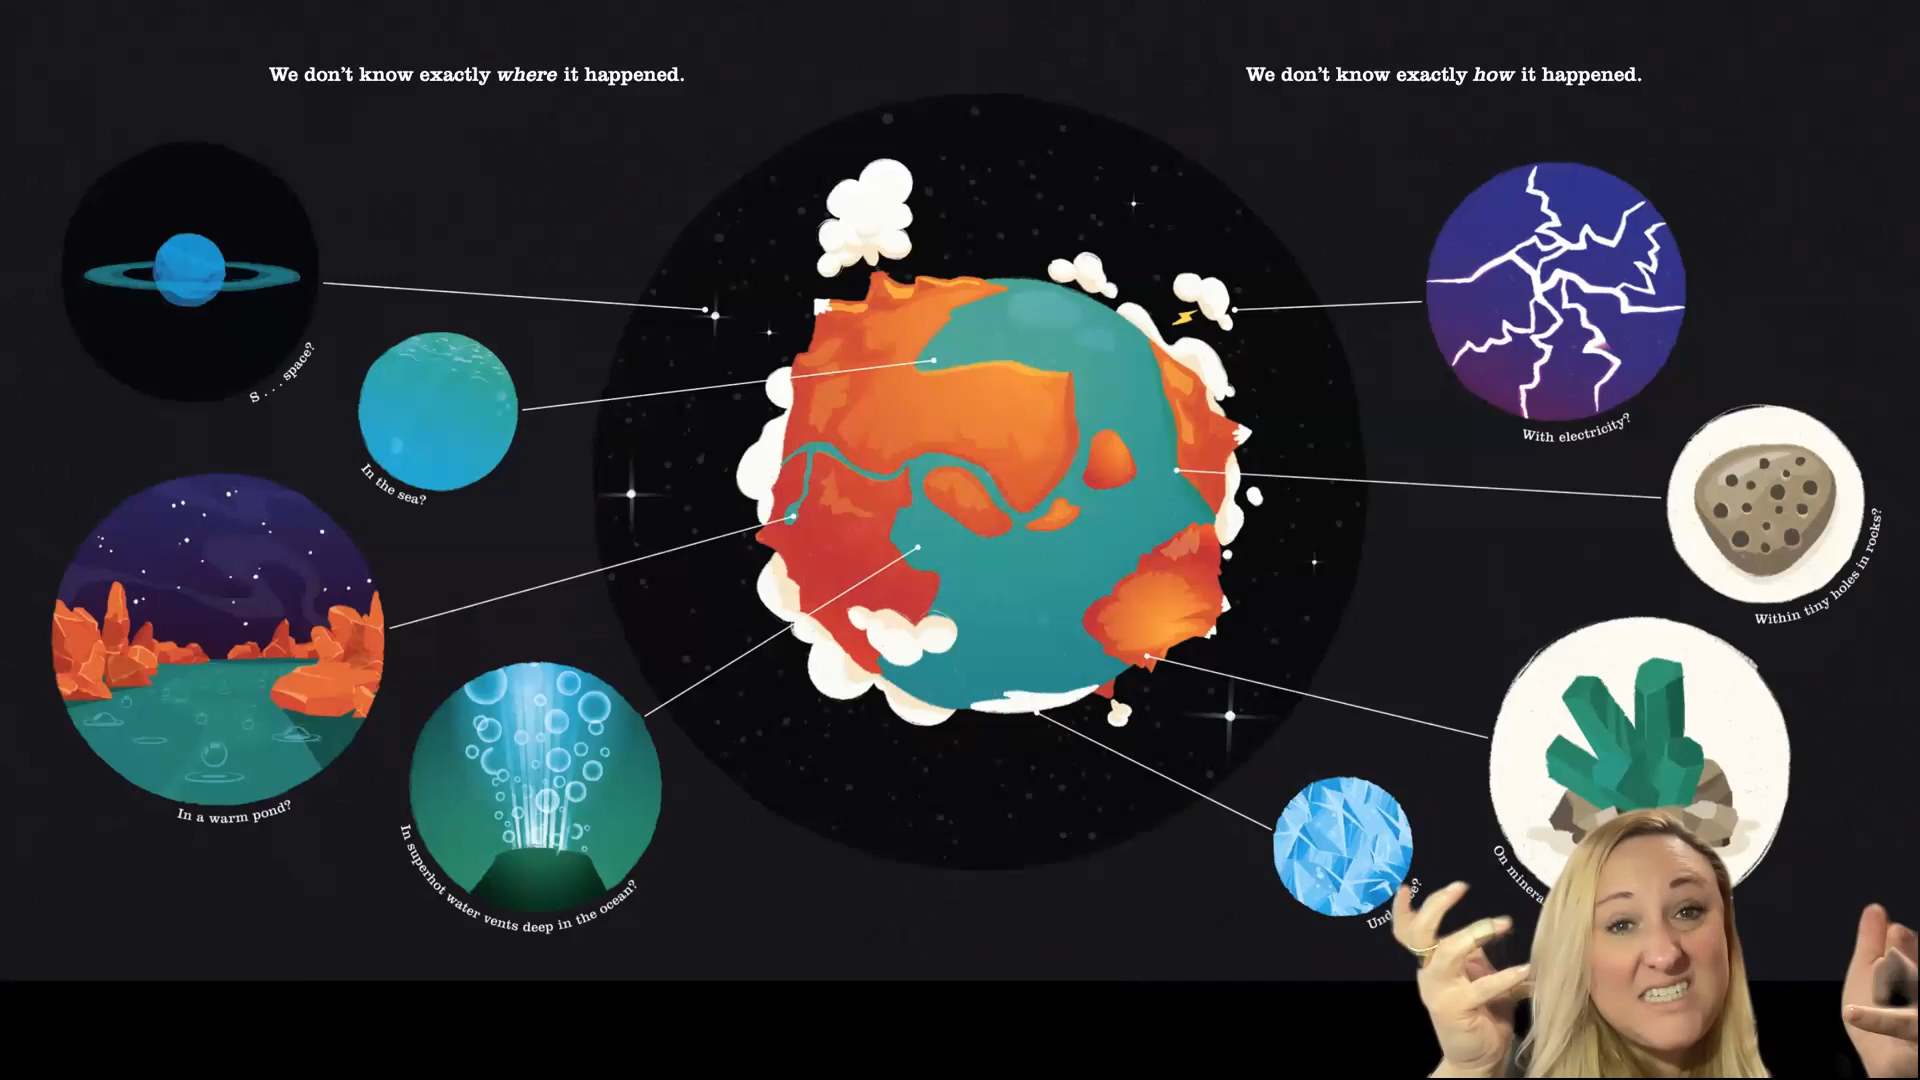 We don't know exactly where it happened.
We don't know exactly how it happened.
S . . . space?
In the sea?
In a warm pond?
In superhot water vents deep in the ocean?
With electricity?
Within tiny holes in rocks?
On